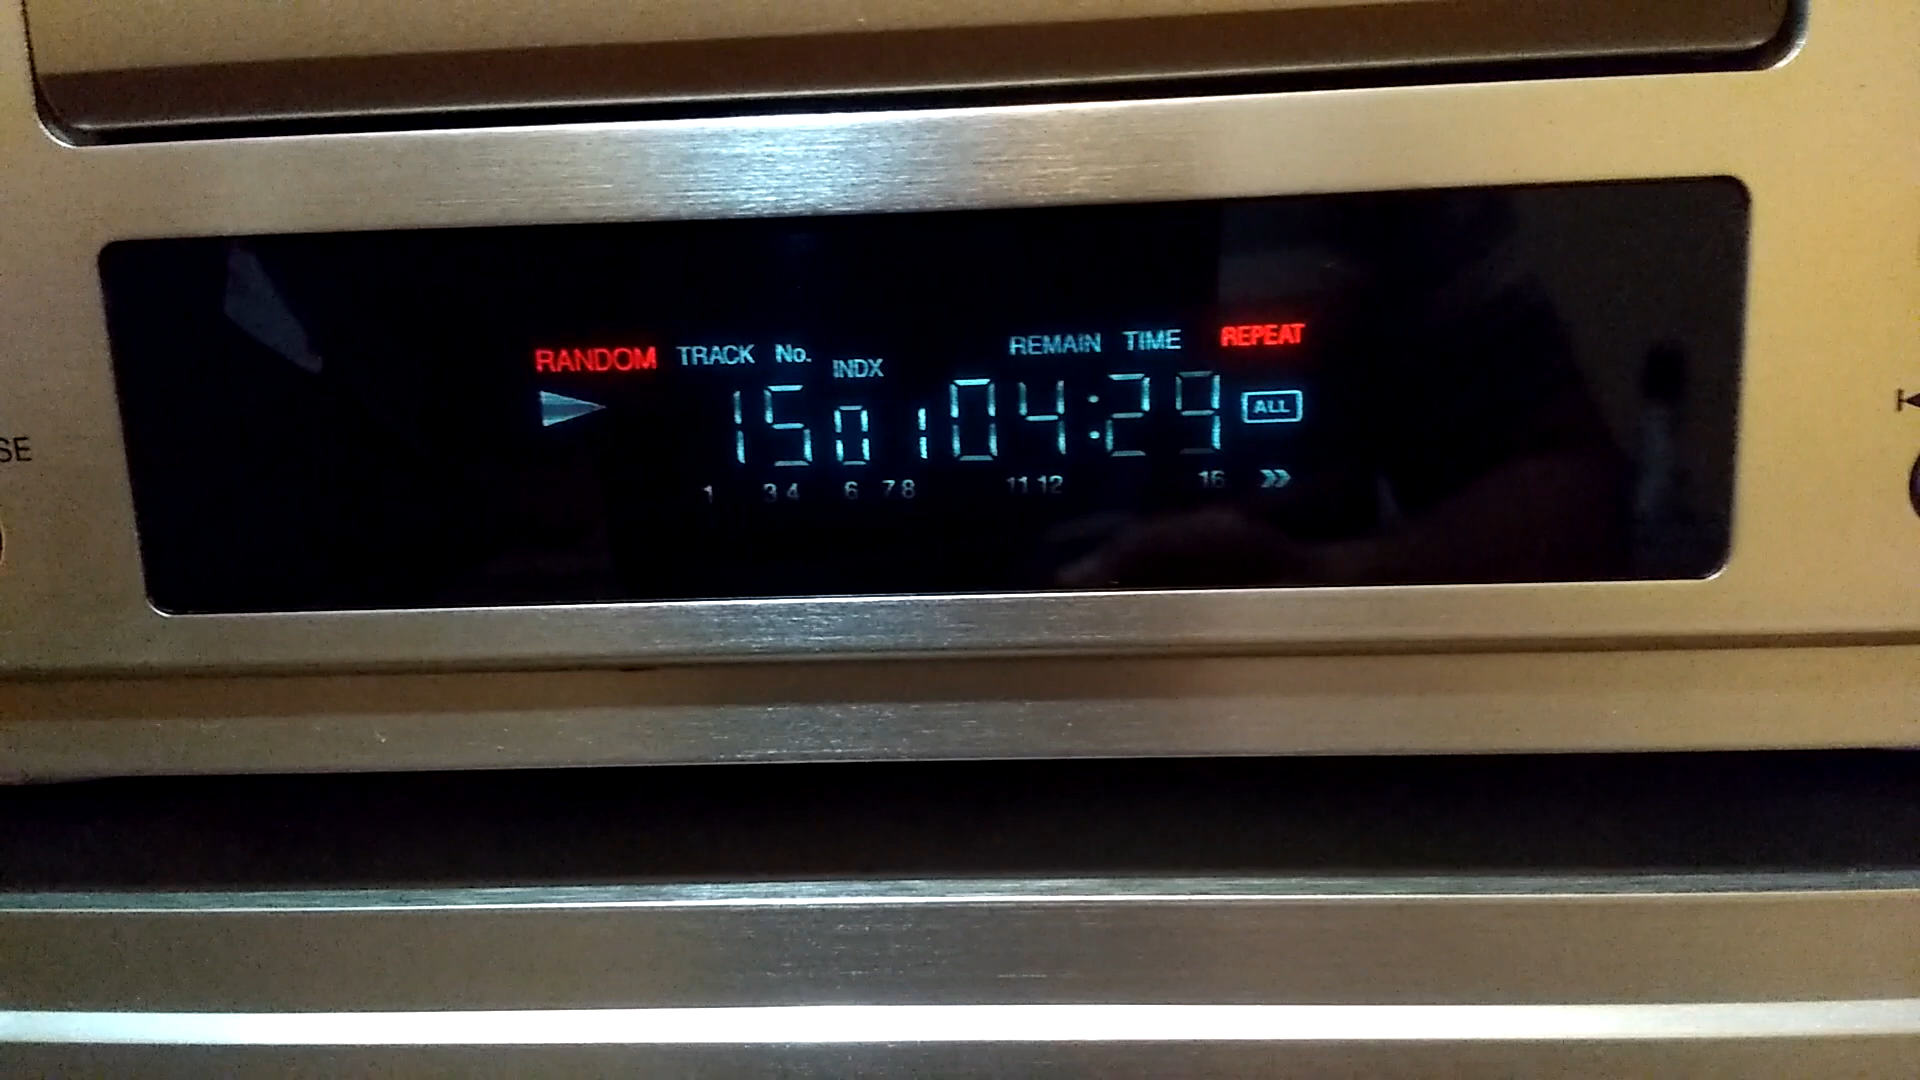 RANDOM TRACK No. INDX REMAIN TIME REPEAT
15 01 04:29 ALL
1 3 4 6 7 8 11 12 16 »
SE